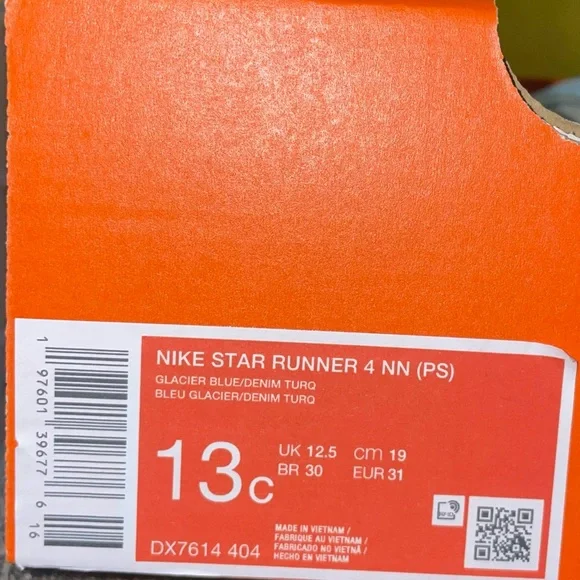 NIKE STAR RUNNER 4 NN (PS)
GLACIER BLUE/DENIM TURQ
BLEU GLACIER/DENIM TURQ
13C
UK 12.5 cm 19
BR 30 EUR 31
MADE IN VIETNAM /
FABRIQUÉ AU VIETNAM /
FABRICADO NO VIETNÃ /
HECHO EN VIETNAM
DX7614 404
1 97601 39677 6 16